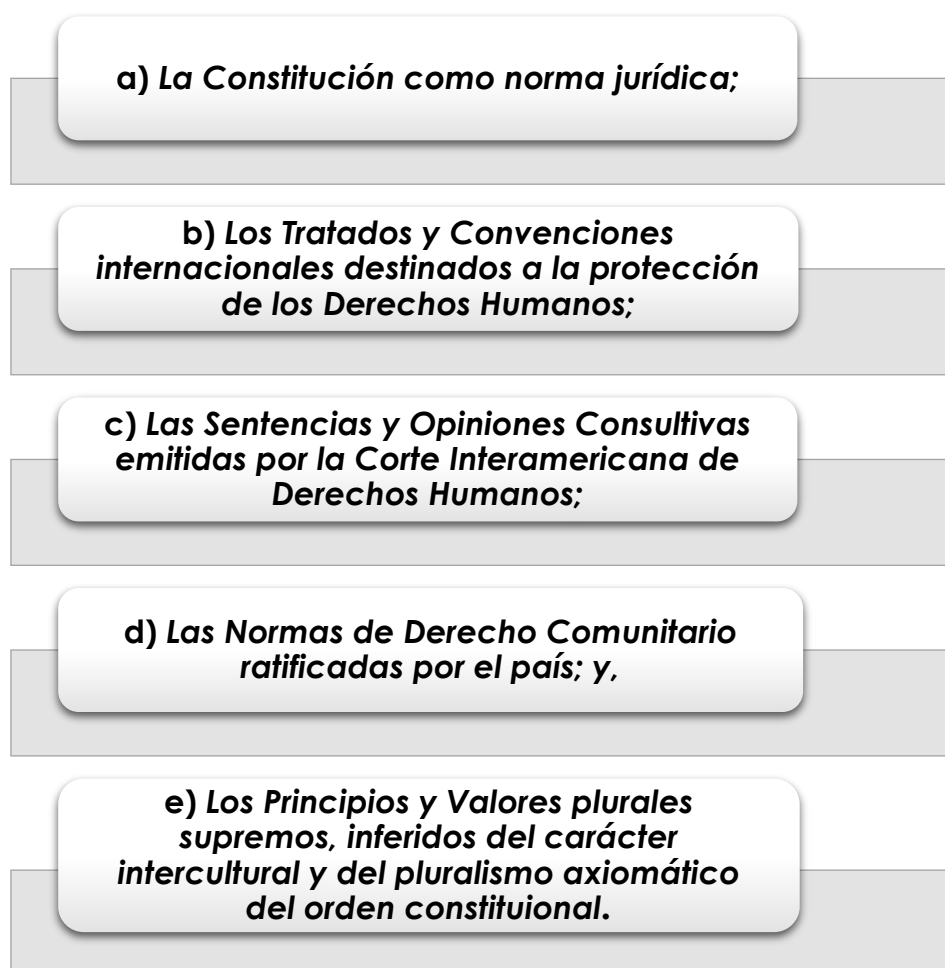 a) La Constitución como norma jurídica;
b) Los Tratados y Convenciones
internacionales destinados a la protección
de los Derechos Humanos;
c) Las Sentencias y Opiniones Consultivas
emitidas por la Corte Interamericana de
Derechos Humanos;
d) Las Normas de Derecho Comunitario
ratificadas por el país; y,
e) Los Principios y Valores plurales
supremos, inferidos del carácter
intercultural y del pluralismo axiomático
del orden constituional.